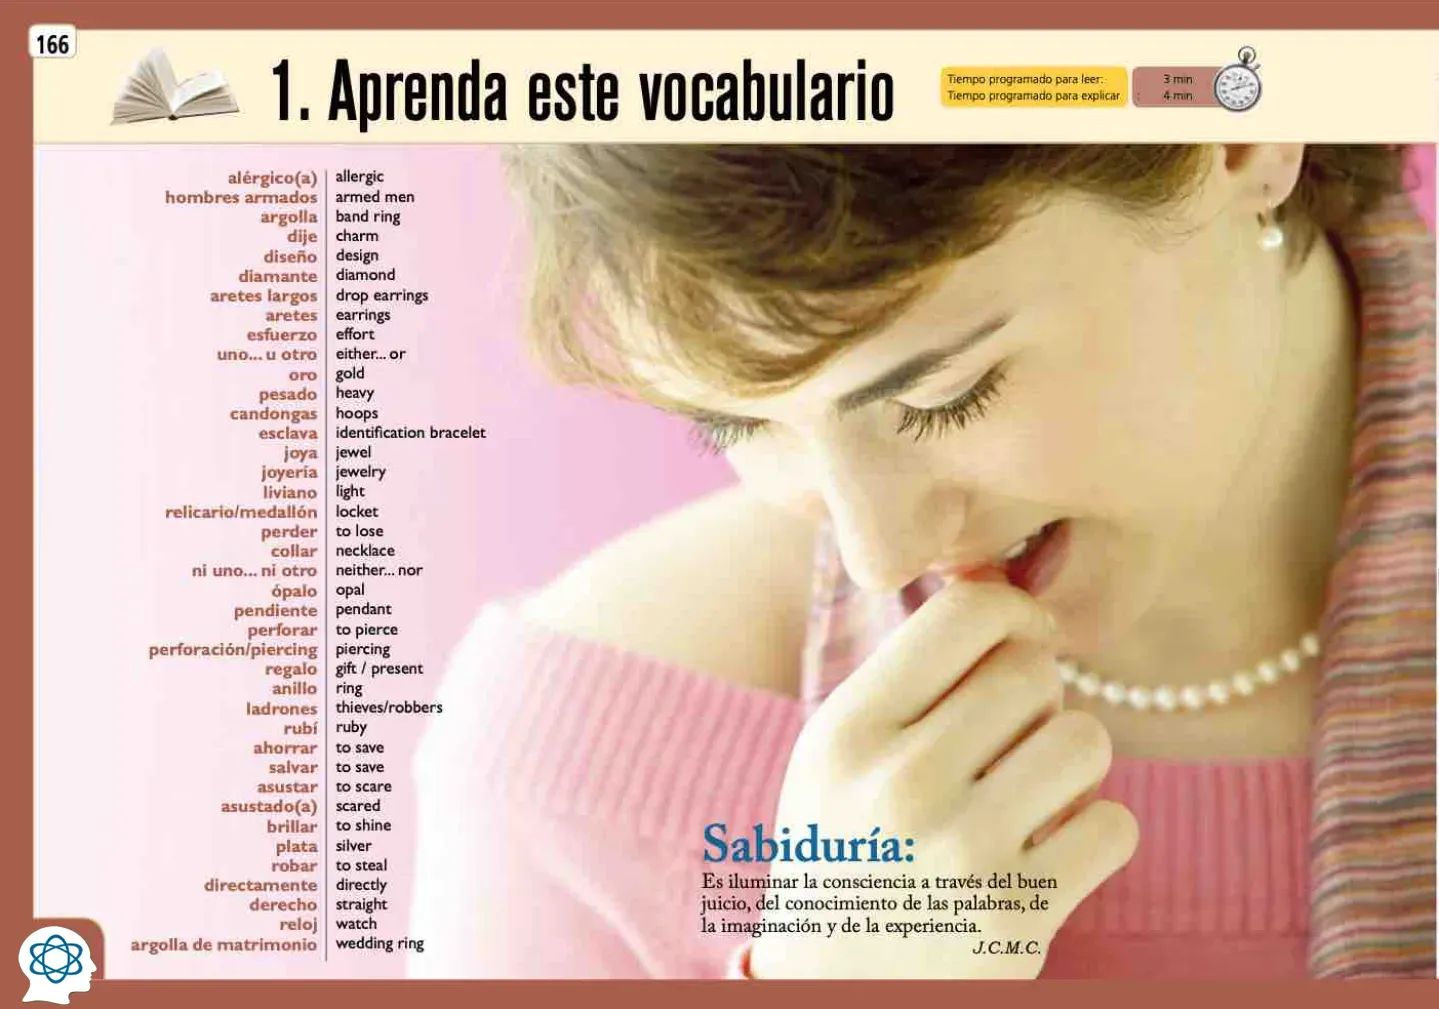 166
1. Aprenda este vocabulario
Tiempo programado para leer: 3 min
Tiempo programado para explicar : 4 min
alérgico(a) allergic
hombres armados armed men
argolla band ring
dije charm
diseño design
diamante diamond
aretes largos drop earrings
aretes earrings
esfuerzo effort
uno... u otro either... or
oro gold
pesado heavy
candongas hoops
esclava identification bracelet
joya jewel
joyería jewelry
liviano light
relicario/medallón locket
perder to lose
collar necklace
ni uno... ni otro neither... nor
ópalo opal
pendiente pendant
perforar to pierce
perforación/piercing piercing
regalo gift / present
anillo ring
ladrones thieves/robbers
rubí ruby
ahorrar to save
salvar to save
asustar to scare
asustado(a) scared
brillar to shine
plata silver
robar to steal
directamente directly
derecho straight
reloj watch
argolla de matrimonio wedding ring
Sabiduría:
Es iluminar la consciencia a través del buen
juicio, del conocimiento de las palabras, de
la imaginación y de la experiencia.
J.C.M.C.